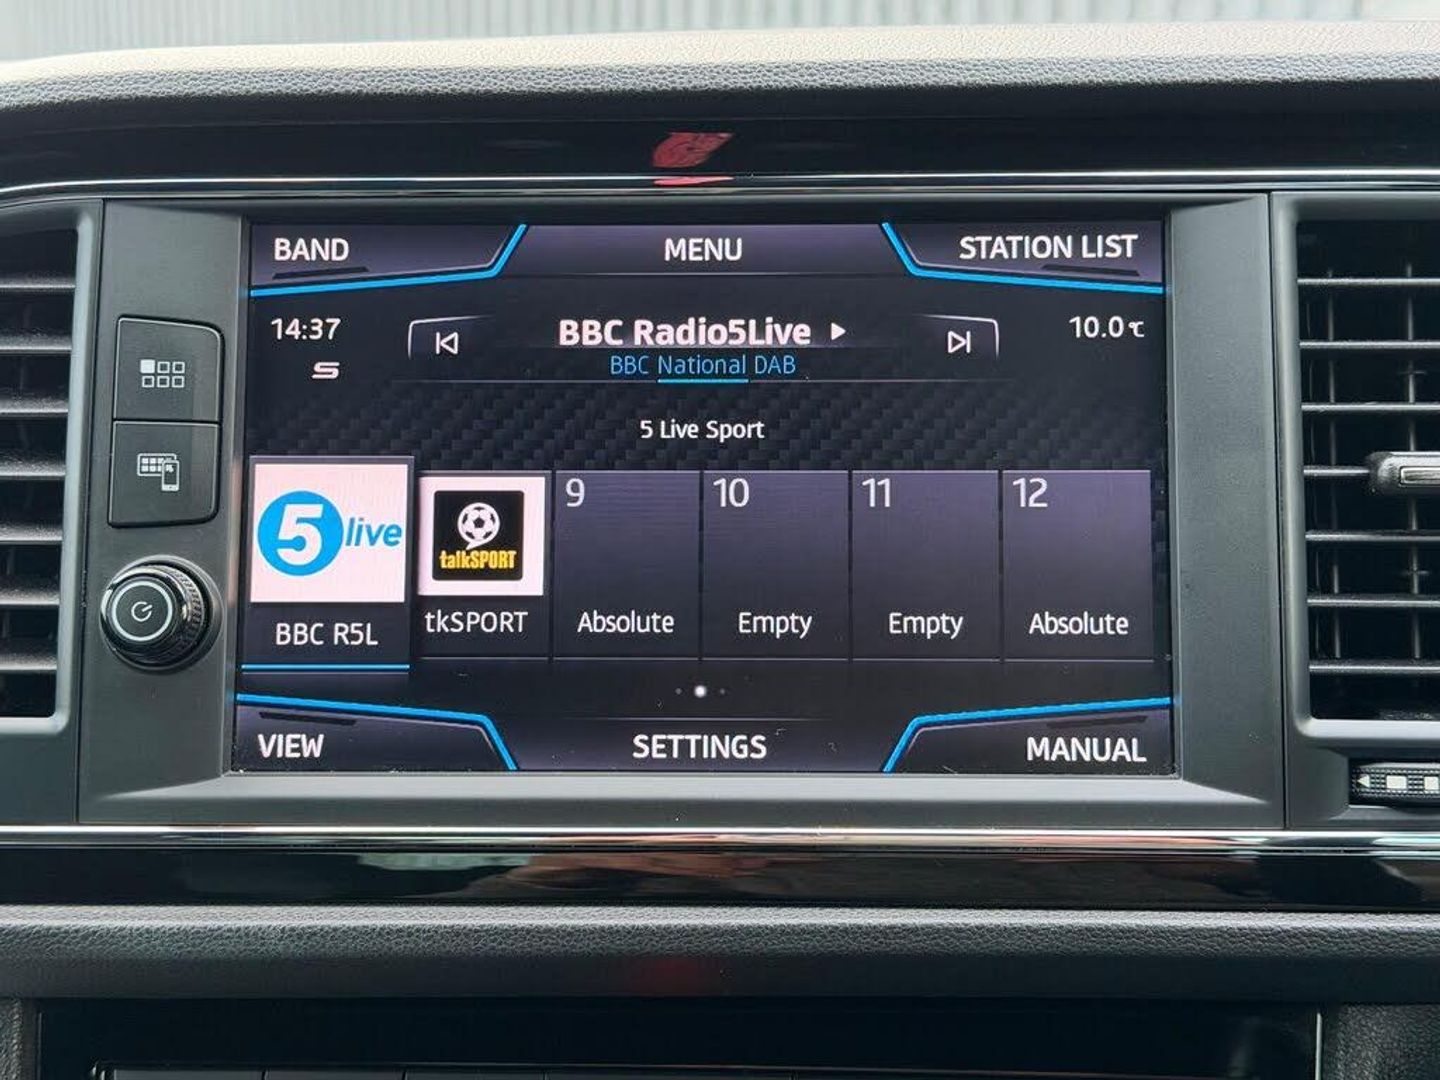 BAND
MENU
STATION LIST
14:37
S
BBC Radio5Live
BBC National DAB
10.0°C
5 Live Sport
5 live
talkSPORT
9
10
11
12
BBC R5L
tkSPORT
Absolute
Empty
Empty
Absolute
VIEW
SETTINGS
MANUAL